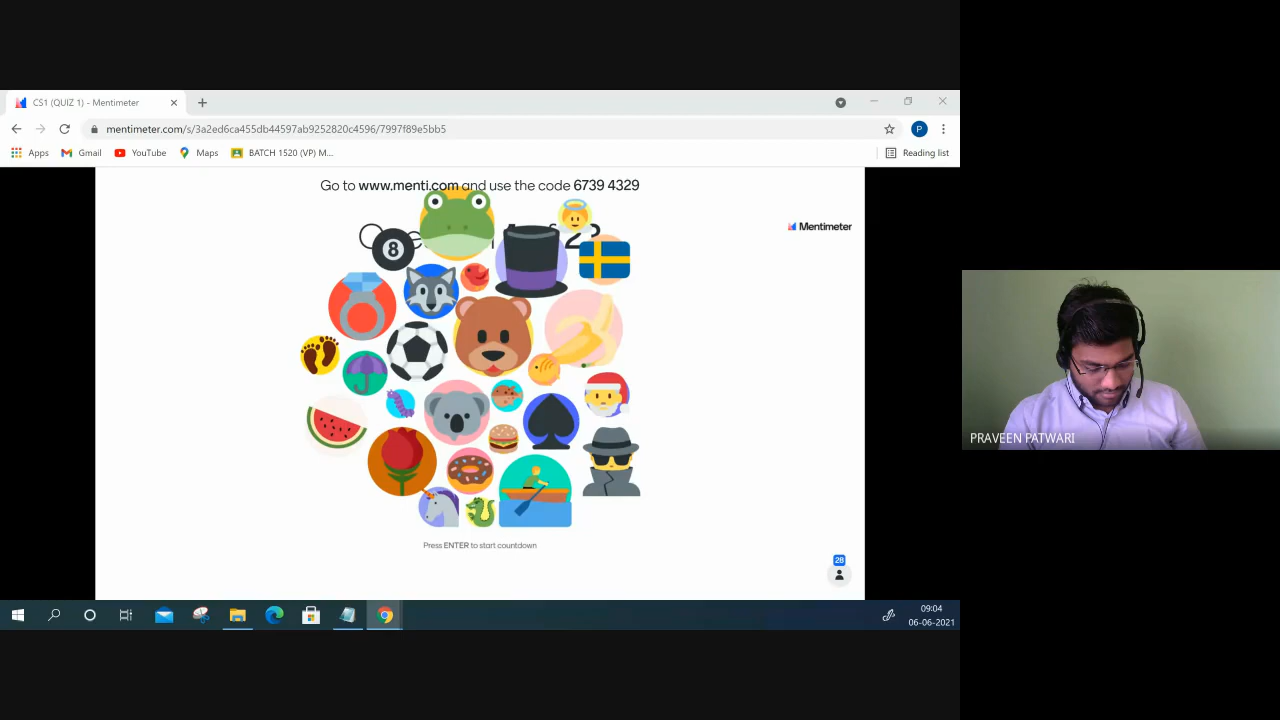 CS1 (QUIZ 1) - Mentimeter
mentimeter.com/s/3a2ed6ca455db44597ab9252820c4596/7997f89e5bb5
P
Apps
Gmail
YouTube
Maps
BATCH 1520 (VP) M...
Reading list
Go to www.menti.com and use the code 6739 4329
Mentimeter
8
Press ENTER to start countdown
28
PRAVEEN PATWARI
09:04
06-06-2021